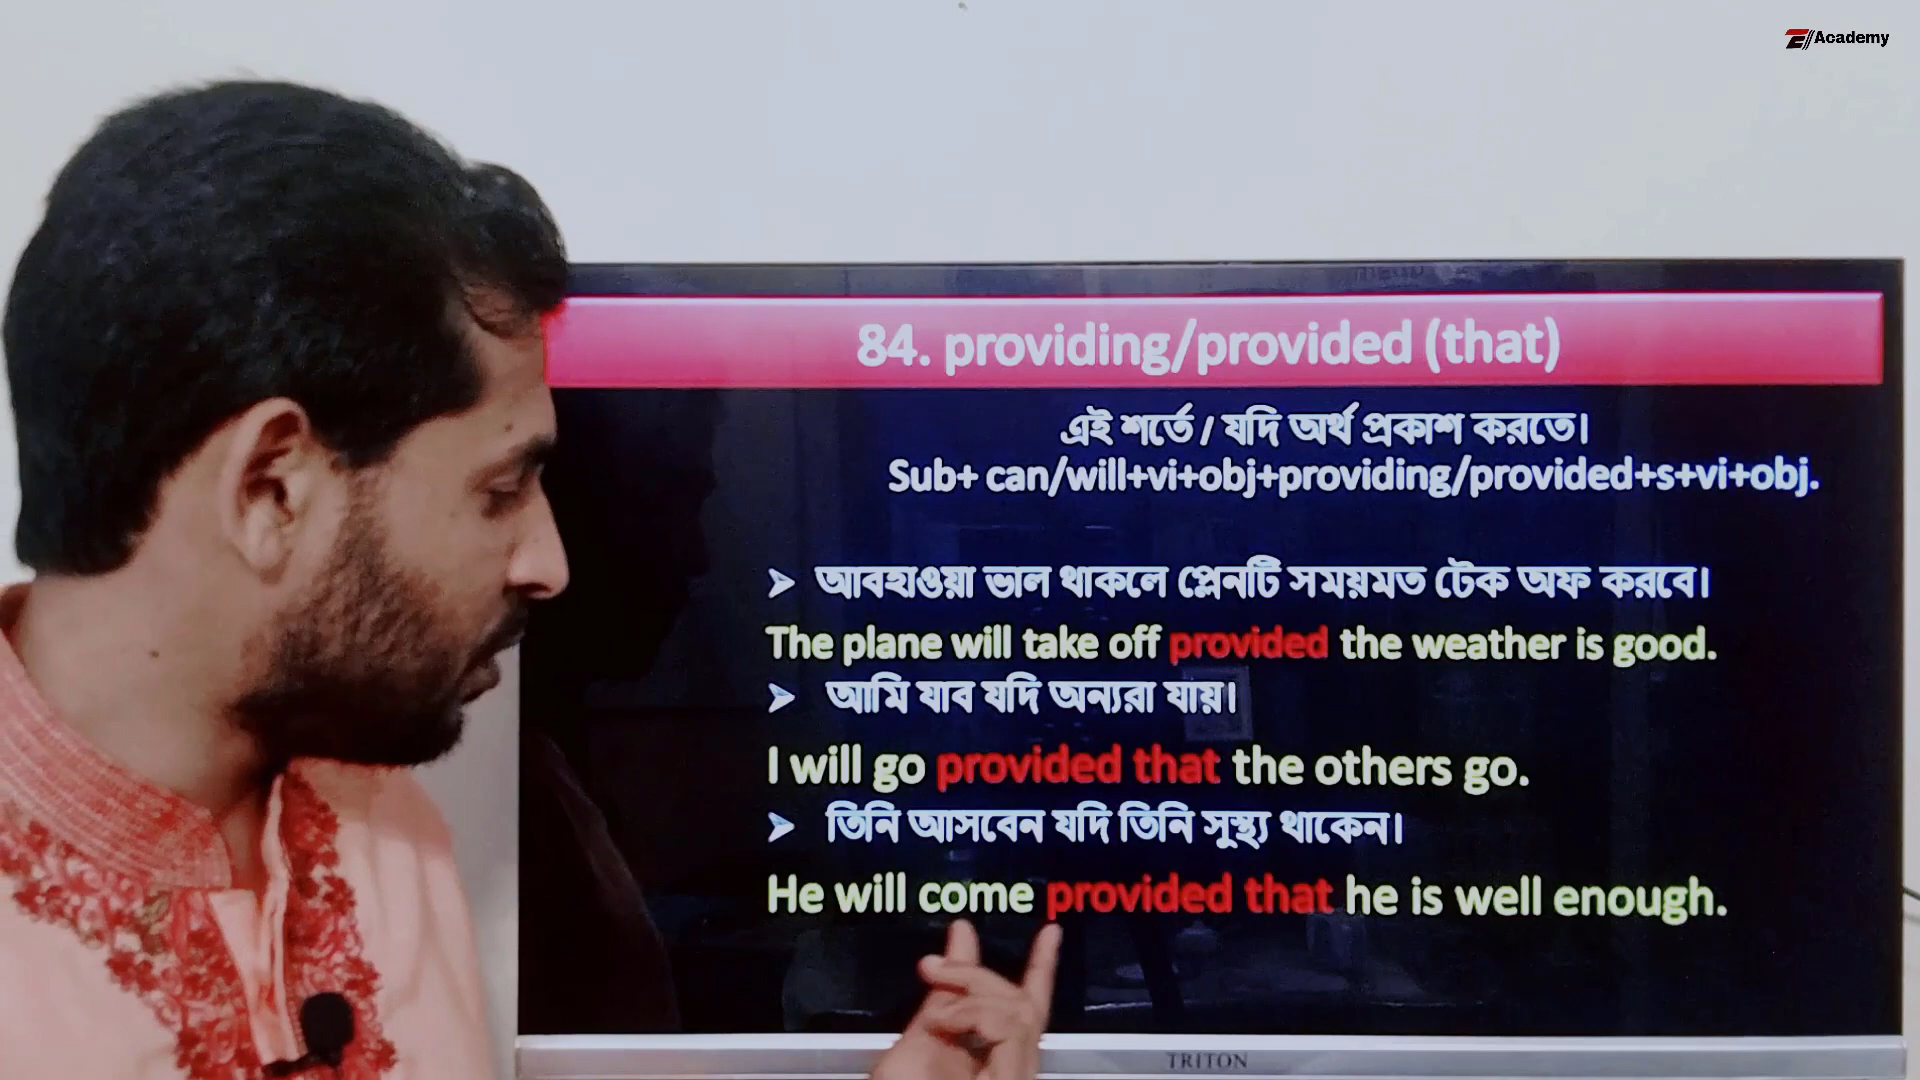 Academy
84. providing/provided (that)
এই শর্তে / যদি অর্থ প্রকাশ করতে।
Sub+ can/will+vi+obj+providing/provided+s+vi+obj.
➤ আবহাওয়া ভাল থাকলে প্লেনটি সময়মত টেক অফ করবে।
The plane will take off provided the weather is good.
➤ আমি যাব যদি অন্যরা যায়।
I will go provided that the others go.
➤ তিনি আসবেন যদি তিনি সুস্থ্য থাকেন।
He will come provided that he is well enough.
TRITON